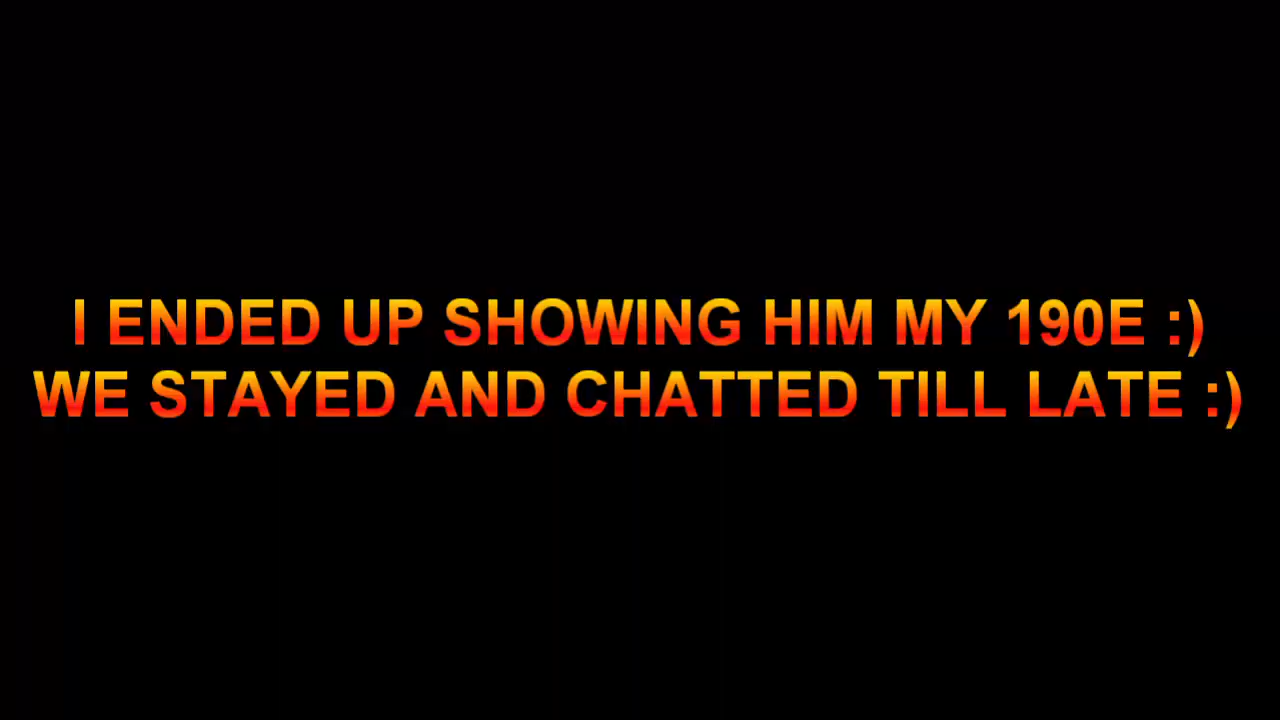 I ENDED UP SHOWING HIM MY 190E :)
WE STAYED AND CHATTED TILL LATE :)